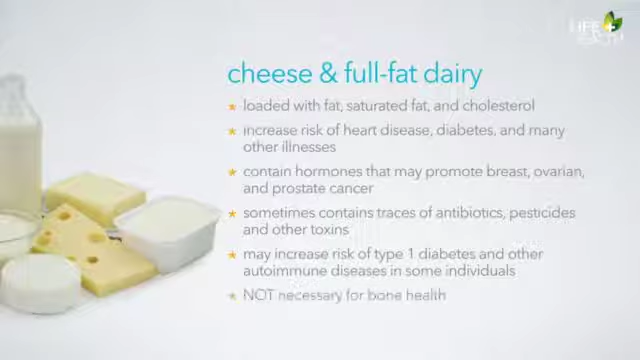 LIFE +
HEALTH
cheese & full-fat dairy
loaded with fat, saturated fat, and cholesterol
increase risk of heart disease, diabetes, and many
other illnesses
contain hormones that may promote breast, ovarian,
and prostate cancer
sometimes contains traces of antibiotics, pesticides
and other toxins
may increase risk of type 1 diabetes and other
autoimmune diseases in some individuals
NOT necessary for bone health